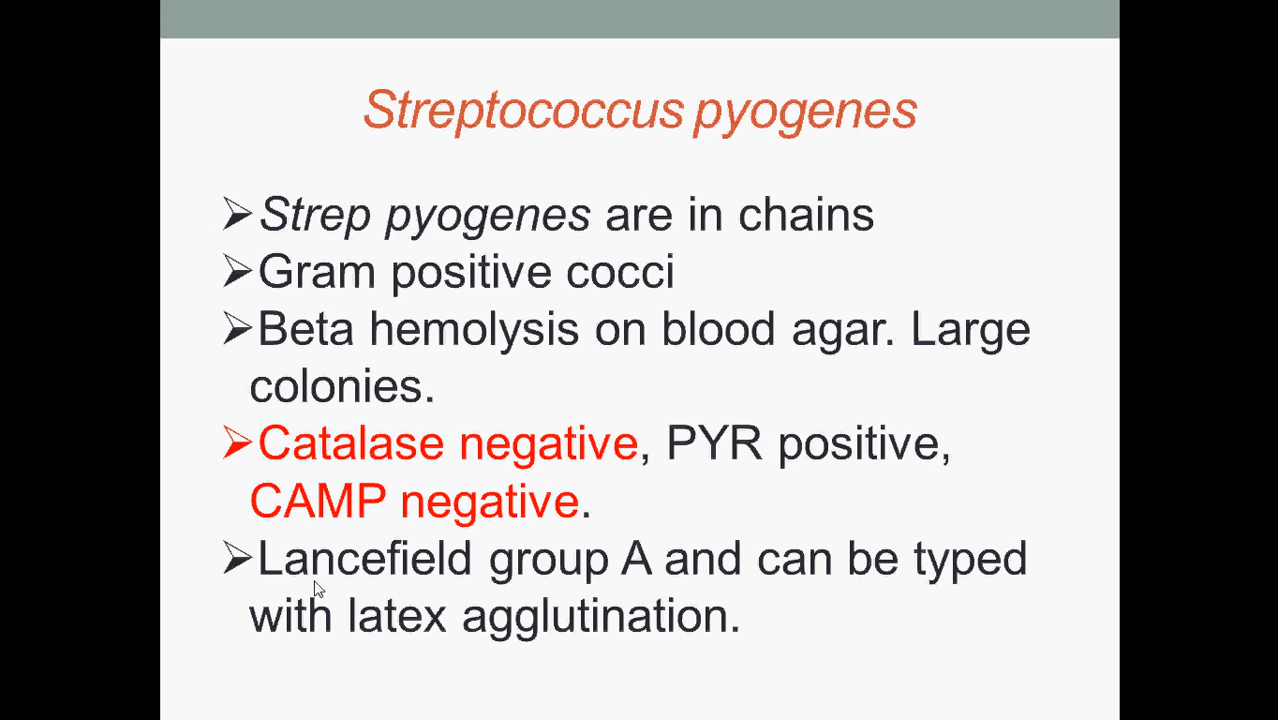 Streptococcus pyogenes
➢Strep pyogenes are in chains
➢Gram positive cocci
➢Beta hemolysis on blood agar. Large
colonies.
➢Catalase negative, PYR positive,
CAMP negative.
➢Lancefield group A and can be typed
with latex agglutination.